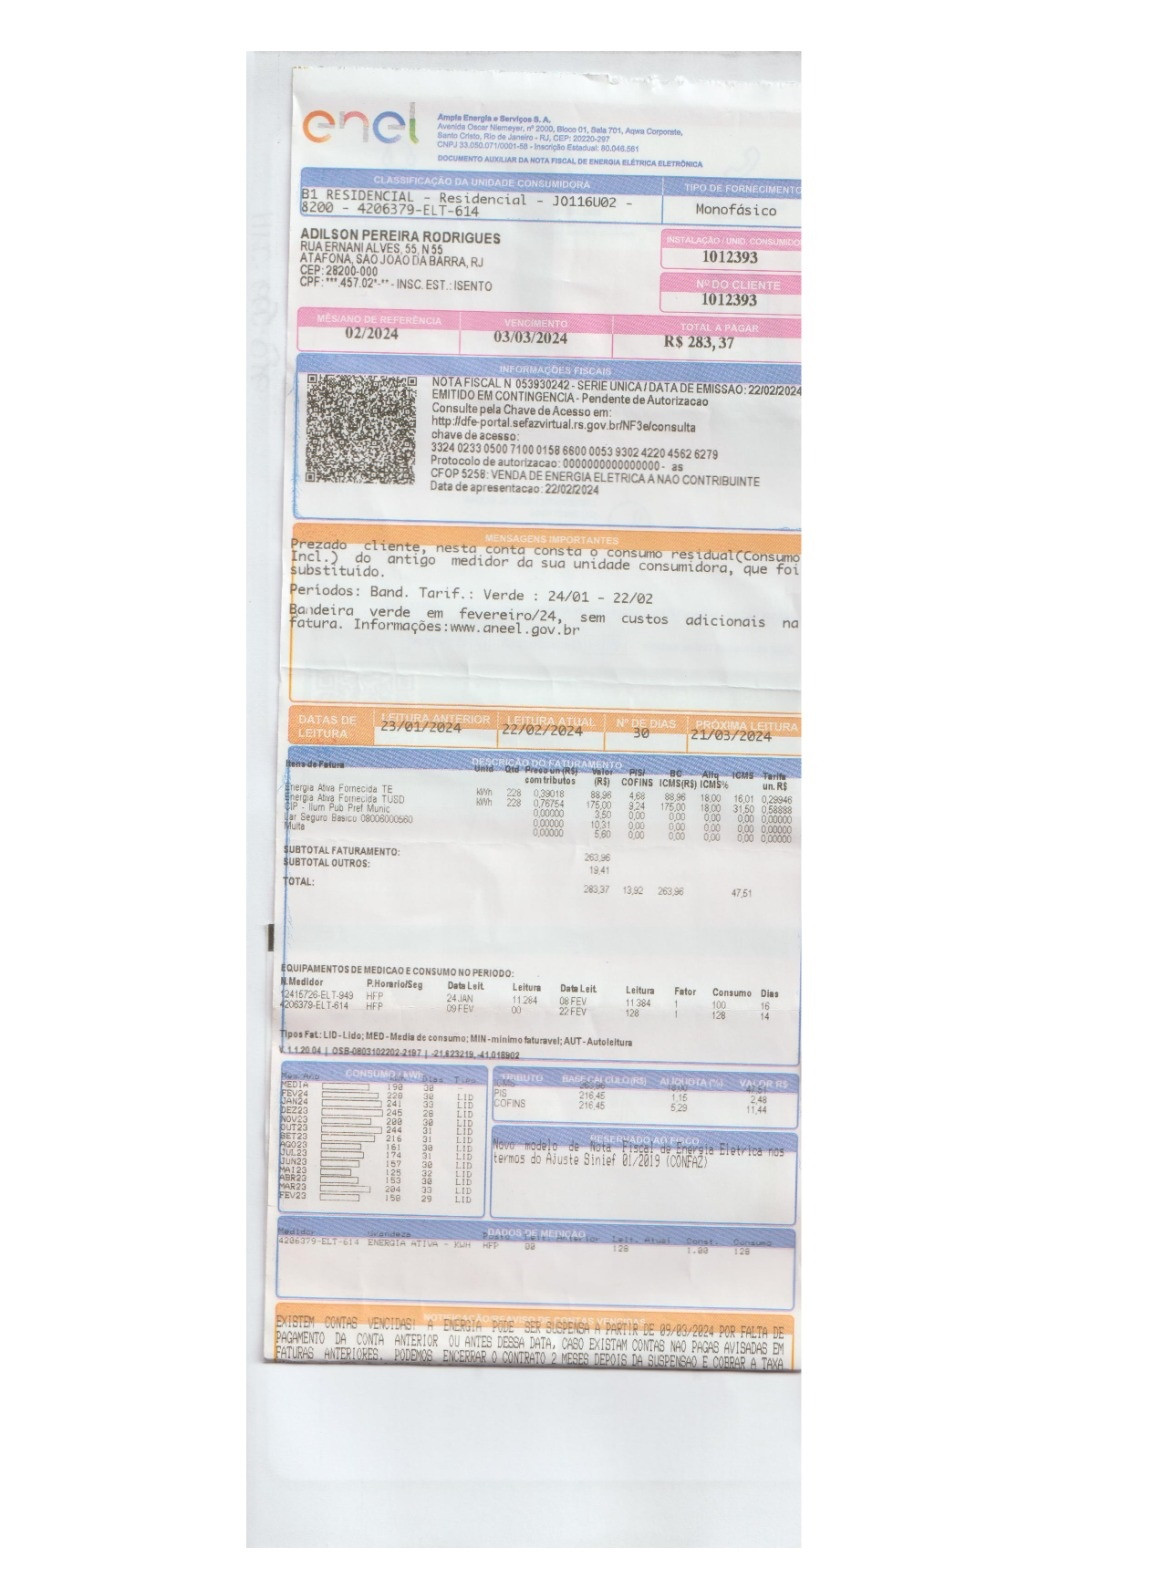 enel
Ampla Energia e Serviços S. A.
Avenida Oscar Niemeyer, nº 2000, Bloco 01, Sala 701, Aqwa Corporate,
Santo Cristo, Rio de Janeiro - RJ, CEP: 20220-297
CNPJ 33.050.071/0001-58 - Inscrição Estadual: 80.046.561
DOCUMENTO AUXILIAR DA NOTA FISCAL DE ENERGIA ELÉTRICA ELETRÔNICA
CLASSIFICAÇÃO DA UNIDADE CONSUMIDORA
B1 RESIDENCIAL - Residencial - J0116U02 -
8200 - 4206379-ELT-614
TIPO DE FORNECIMENTO
Monofásico
ADILSON PEREIRA RODRIGUES
RUA ERNANI ALVES, 55, N 55
ATAFONA, SAO JOAO DA BARRA, RJ
CEP: 28200-000
CPF: ***.457.02*-** - INSC. EST.: ISENTO
INSTALAÇÃO / UNID. CONSUMIDO
1012393
Nº DO CLIENTE
1012393
MÊS/ANO DE REFERÊNCIA VENCIMENTO TOTAL A PAGAR
02/2024 03/03/2024 R$ 283,37
INFORMAÇÕES FISCAIS
NOTA FISCAL N 053930242 - SERIE UNICA / DATA DE EMISSAO: 22/02/2024
EMITIDO EM CONTINGENCIA - Pendente de Autorizacao
Consulte pela Chave de Acesso em:
http://dfe-portal.sefazvirtual.rs.gov.br/NF3e/consulta
chave de acesso:
3324 0233 0500 7100 0158 6600 0053 9302 4220 4562 6279
Protocolo de autorizacao: 0000000000000000 - as
CFOP 5258: VENDA DE ENERGIA ELETRICA A NAO CONTRIBUINTE
Data de apresentacao: 22/02/2024
MENSAGENS IMPORTANTES
Prezado cliente, nesta conta consta o consumo residual(Consumo
Incl.) do antigo medidor da sua unidade consumidora, que foi
substituído.
Períodos: Band. Tarif.: Verde : 24/01 - 22/02
Bandeira verde em fevereiro/24, sem custos adicionais na
fatura. Informações:www.aneel.gov.br
DATAS DE LEITURA LEITURA ANTERIOR LEITURA ATUAL Nº DE DIAS PRÓXIMA LEITURA
23/01/2024 22/02/2024 30 21/03/2024
DESCRIÇÃO DO FATURAMENTO
Itens de Fatura Unid Qtd Preço un (R$) com tributos Valor (R$) PIS/ COFINS BC ICMS(R$) Aliq ICMS% ICMS Tarifa un. R$
Energia Ativa Fornecida TE kWh 228 0,39018 88,96 4,68 88,96 18,00 16,01 0,29946
Energia Ativa Fornecida TUSD kWh 228 0,76754 175,00 9,24 175,00 18,00 31,50 0,58888
CIP - Ilum Pub Pref Munic 0,00000 3,50 0,00 0,00 0,00 0,00 0,00000
Lar Seguro Basico 08006000560 0,00000 10,31 0,00 0,00 0,00 0,00 0,00000
Multa 0,00000 5,60 0,00 0,00 0,00 0,00 0,00000
SUBTOTAL FATURAMENTO: 263,96
SUBTOTAL OUTROS: 19,41
TOTAL: 283,37 13,92 263,96 47,51
EQUIPAMENTOS DE MEDICAO E CONSUMO NO PERIODO:
N.Medidor P.Horario/Seg Data Leit. Leitura Data Leit. Leitura Fator Consumo Dias
12415726-ELT-949 HFP 24 JAN 11.284 08 FEV 11.384 1 100 16
4206379-ELT-614 HFP 09 FEV 00 22 FEV 128 1 128 14
Tipos Fat.: LID - Lido; MED - Media de consumo; MIN - minimo faturavel; AUT - Autoleitura
V. 1.1.20.04 | OSB-0803102202-2197 | -21,623219,-41,018902
Mes/Ano CONSUMO / kWh Dias Tipo
MEDIA 190 30
FEV24 228 30 LID
JAN24 241 33 LID
DEZ23 245 28 LID
NOV23 200 30 LID
OUT23 244 31 LID
SET23 216 31 LID
AGO23 161 30 LID
JUL23 174 31 LID
JUN23 157 30 LID
MAI23 125 32 LID
ABR23 153 30 LID
MAR23 204 33 LID
FEV23 158 29 LID
TRIBUTO BASE CÁLCULO(R$) ALÍQUOTA (%) VALOR R$
PIS 216,45 1,15 2,48
COFINS 216,45 5,29 11,44
RESERVADO AO FISCO
Novo modelo de Nota Fiscal de Energia Eletrica nos
termos do Ajuste Sinief 01/2019 (CONFAZ)
DADOS DE MEDIÇÃO
Medidor Grandeza Posto Leit. Anterior Leit. Atual Const. Consumo
4206379-ELT-614 ENERGIA ATIVA - KWH HFP 00 128 1.00 128
EXISTEM CONTAS VENCIDAS! A ENERGIA PODE SER SUSPENSA A PARTIR DE 09/03/2024 POR FALTA DE
PAGAMENTO DA CONTA ANTERIOR OU ANTES DESSA DATA, CASO EXISTAM CONTAS NAO PAGAS AVISADAS EM
FATURAS ANTERIORES. PODEMOS ENCERRAR O CONTRATO 2 MESES DEPOIS DA SUSPENSAO E COBRAR A TAXA